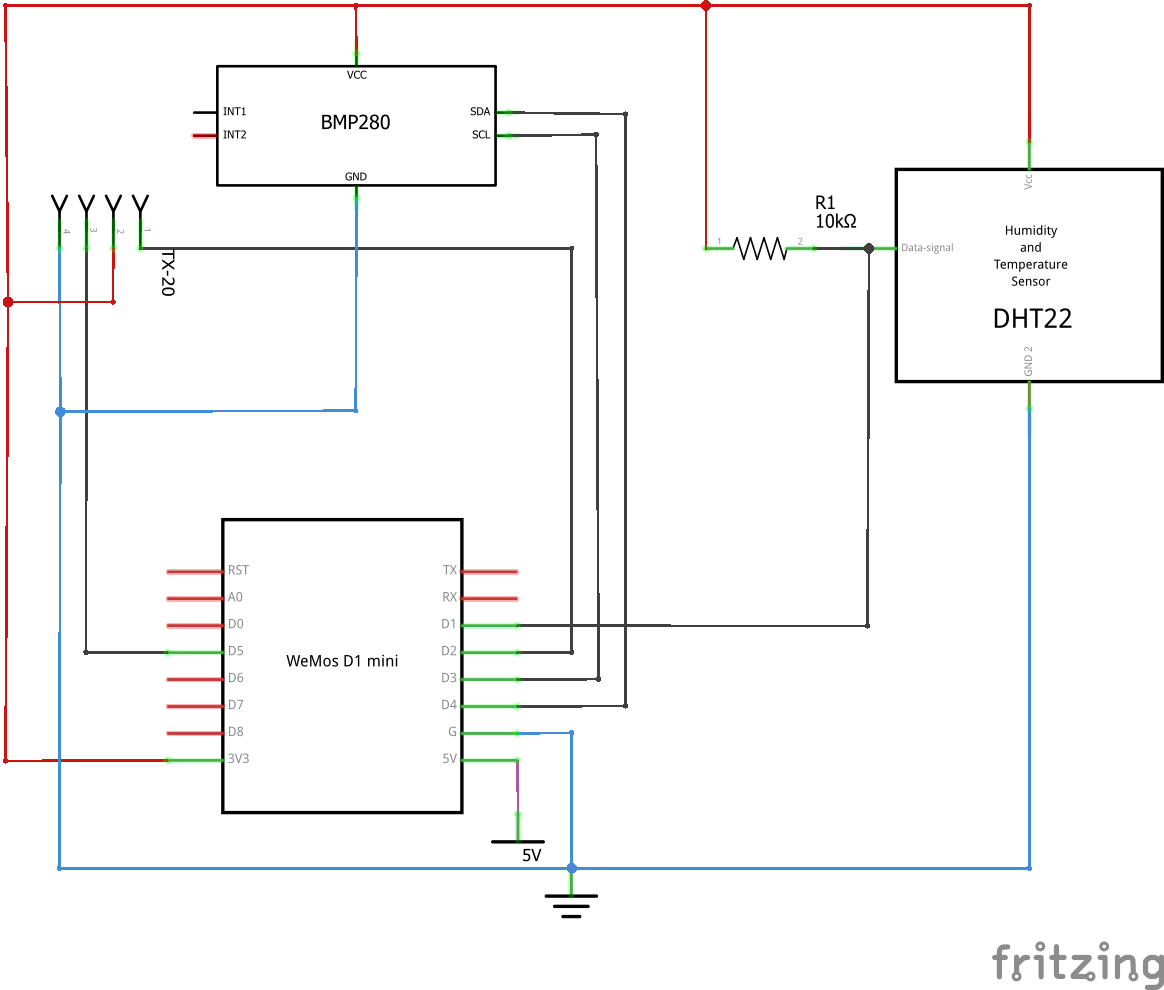 VCC
INT1
SDA
BMP280
INT2
SCL
GND
4
3
2
1
TX-20
R1
10kΩ
1
2
Vcc
Data-signal
Humidity
and
Temperature
Sensor
DHT22
GND 2
RST
TX
A0
RX
D0
D1
D5
D2
WeMos D1 mini
D6
D3
D7
D4
D8
G
3V3
5V
5V
fritzing